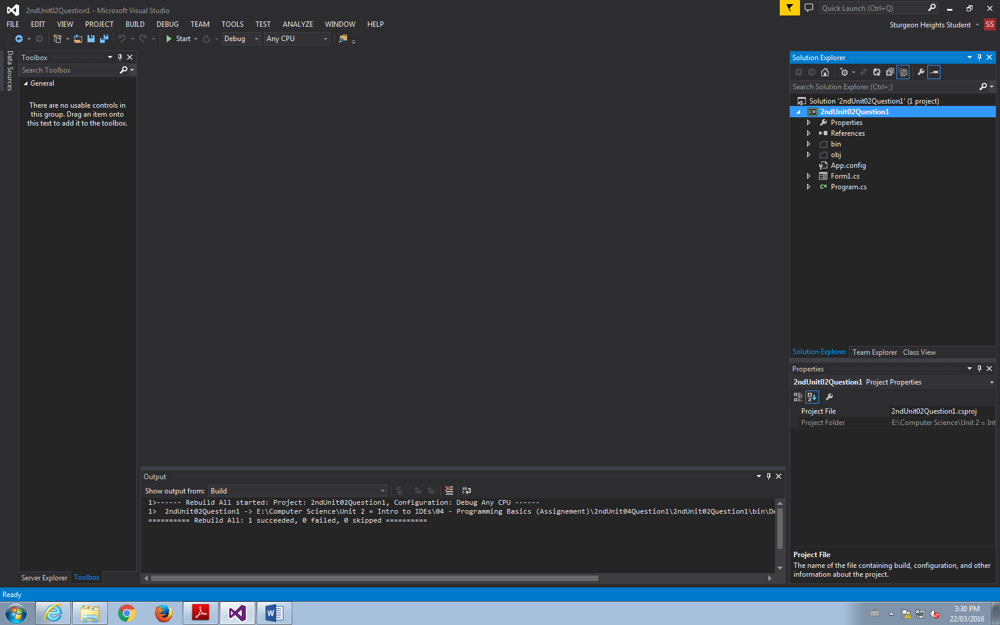 2ndUnit02Question1 - Microsoft Visual Studio
Quick Launch (Ctrl+Q)
FILE EDIT VIEW PROJECT BUILD DEBUG TEAM TOOLS TEST ANALYZE WINDOW HELP
Sturgeon Heights Student SS
Start Debug Any CPU
Data Sources
Toolbox
Search Toolbox
General
There are no usable controls in
this group. Drag an item onto
this text to add it to the toolbox.
Server Explorer Toolbox
Output
Show output from: Build
1>------ Rebuild All started: Project: 2ndUnit02Question1, Configuration: Debug Any CPU ------
1>  2ndUnit02Question1 -> E:\Computer Science\Unit 2 = Intro to IDEs\04 - Programming Basics (Assignement)\2ndUnit04Question1\2ndUnit02Question1\bin\De
========== Rebuild All: 1 succeeded, 0 failed, 0 skipped ==========
Solution Explorer
Search Solution Explorer (Ctrl+;)
Solution '2ndUnit02Question1' (1 project)
C# 2ndUnit02Question1
Properties
References
bin
obj
App.config
Form1.cs
C# Program.cs
Solution Explorer Team Explorer Class View
Properties
2ndUnit02Question1 Project Properties
Project File 2ndUnit02Question1.csproj
Project Folder E:\Computer Science\Unit 2 = Int
Project File
The name of the file containing build, configuration, and other
information about the project.
Ready
3:30 PM
22/03/2016